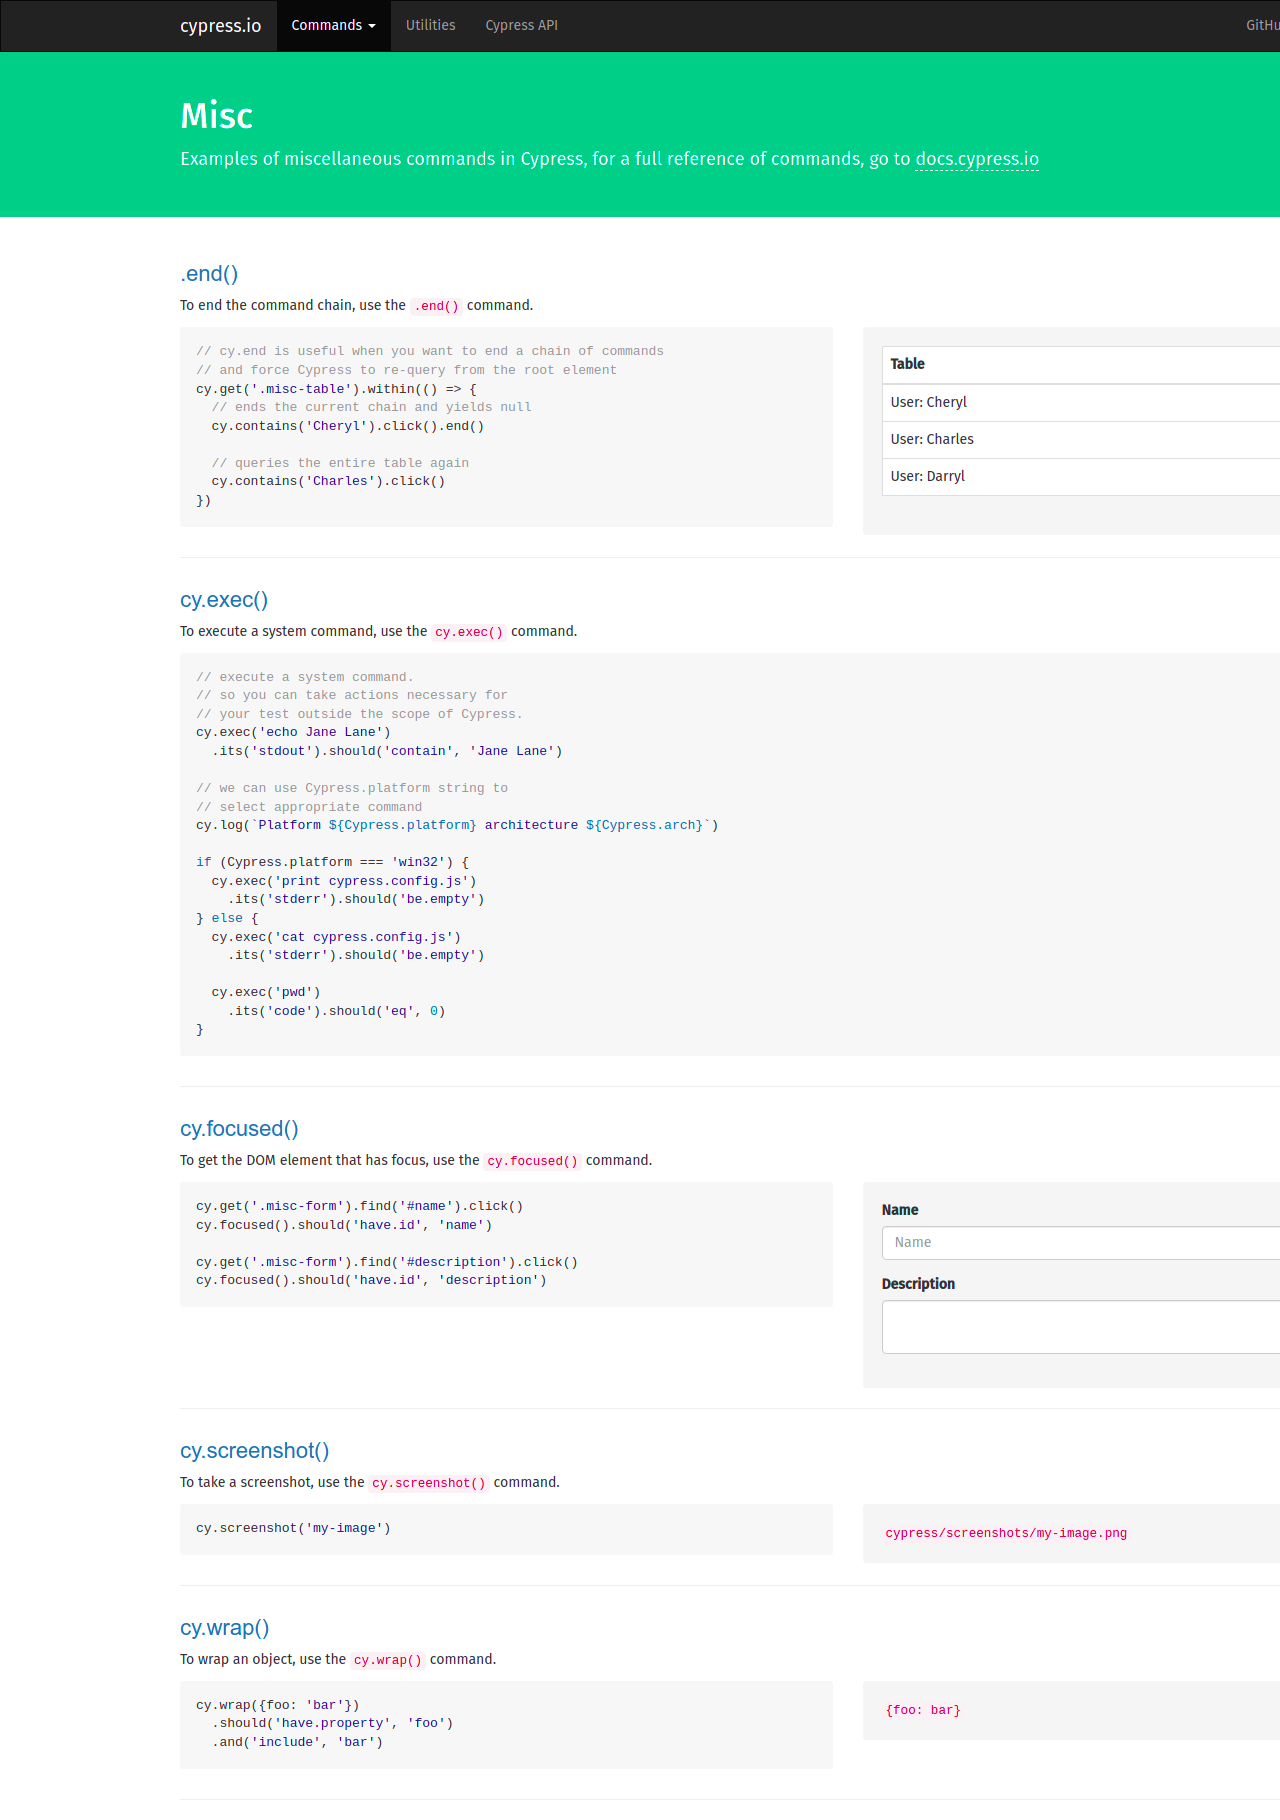 cypress.io Commands Utilities Cypress API GitHu
Misc
Examples of miscellaneous commands in Cypress, for a full reference of commands, go to docs.cypress.io
.end()
To end the command chain, use the .end() command.
// cy.end is useful when you want to end a chain of commands
// and force Cypress to re-query from the root element
cy.get('.misc-table').within(() => {
  // ends the current chain and yields null
  cy.contains('Cheryl').click().end()
  // queries the entire table again
  cy.contains('Charles').click()
})
Table
User: Cheryl
User: Charles
User: Darryl
cy.exec()
To execute a system command, use the cy.exec() command.
// execute a system command.
// so you can take actions necessary for
// your test outside the scope of Cypress.
cy.exec('echo Jane Lane')
  .its('stdout').should('contain', 'Jane Lane')
// we can use Cypress.platform string to
// select appropriate command
cy.log(`Platform ${Cypress.platform} architecture ${Cypress.arch}`)
if (Cypress.platform === 'win32') {
  cy.exec('print cypress.config.js')
    .its('stderr').should('be.empty')
} else {
  cy.exec('cat cypress.config.js')
    .its('stderr').should('be.empty')
  cy.exec('pwd')
    .its('code').should('eq', 0)
}
cy.focused()
To get the DOM element that has focus, use the cy.focused() command.
cy.get('.misc-form').find('#name').click()
cy.focused().should('have.id', 'name')
cy.get('.misc-form').find('#description').click()
cy.focused().should('have.id', 'description')
Name
Name
Description
cy.screenshot()
To take a screenshot, use the cy.screenshot() command.
cy.screenshot('my-image')
cypress/screenshots/my-image.png
cy.wrap()
To wrap an object, use the cy.wrap() command.
cy.wrap({foo: 'bar'})
  .should('have.property', 'foo')
  .and('include', 'bar')
{foo: bar}